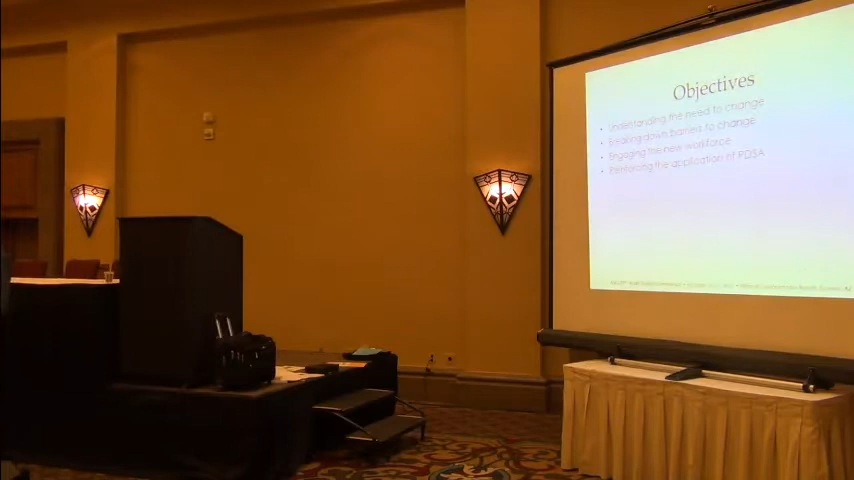 Objectives
• Understanding the need to change
• Breaking down barriers to change
• Engaging the new workforce
• Reinforcing the application of PDSA